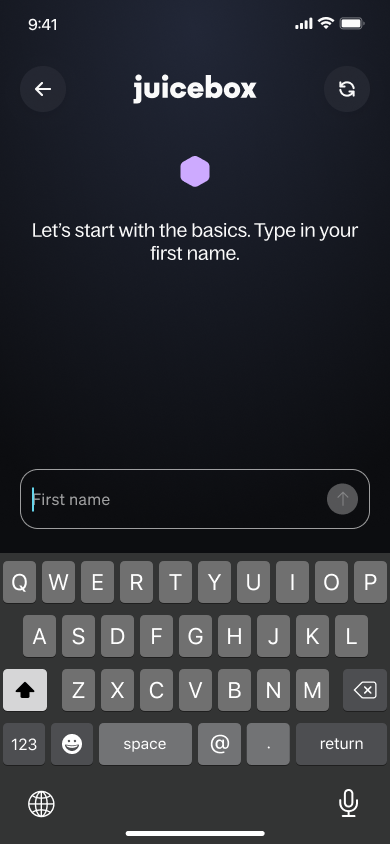 9:41
juicebox
Let's start with the basics. Type in your
first name.
First name
Q W E R T Y U I O P
A S D F G H J K L
Z X C V B N M
123 space @ . return